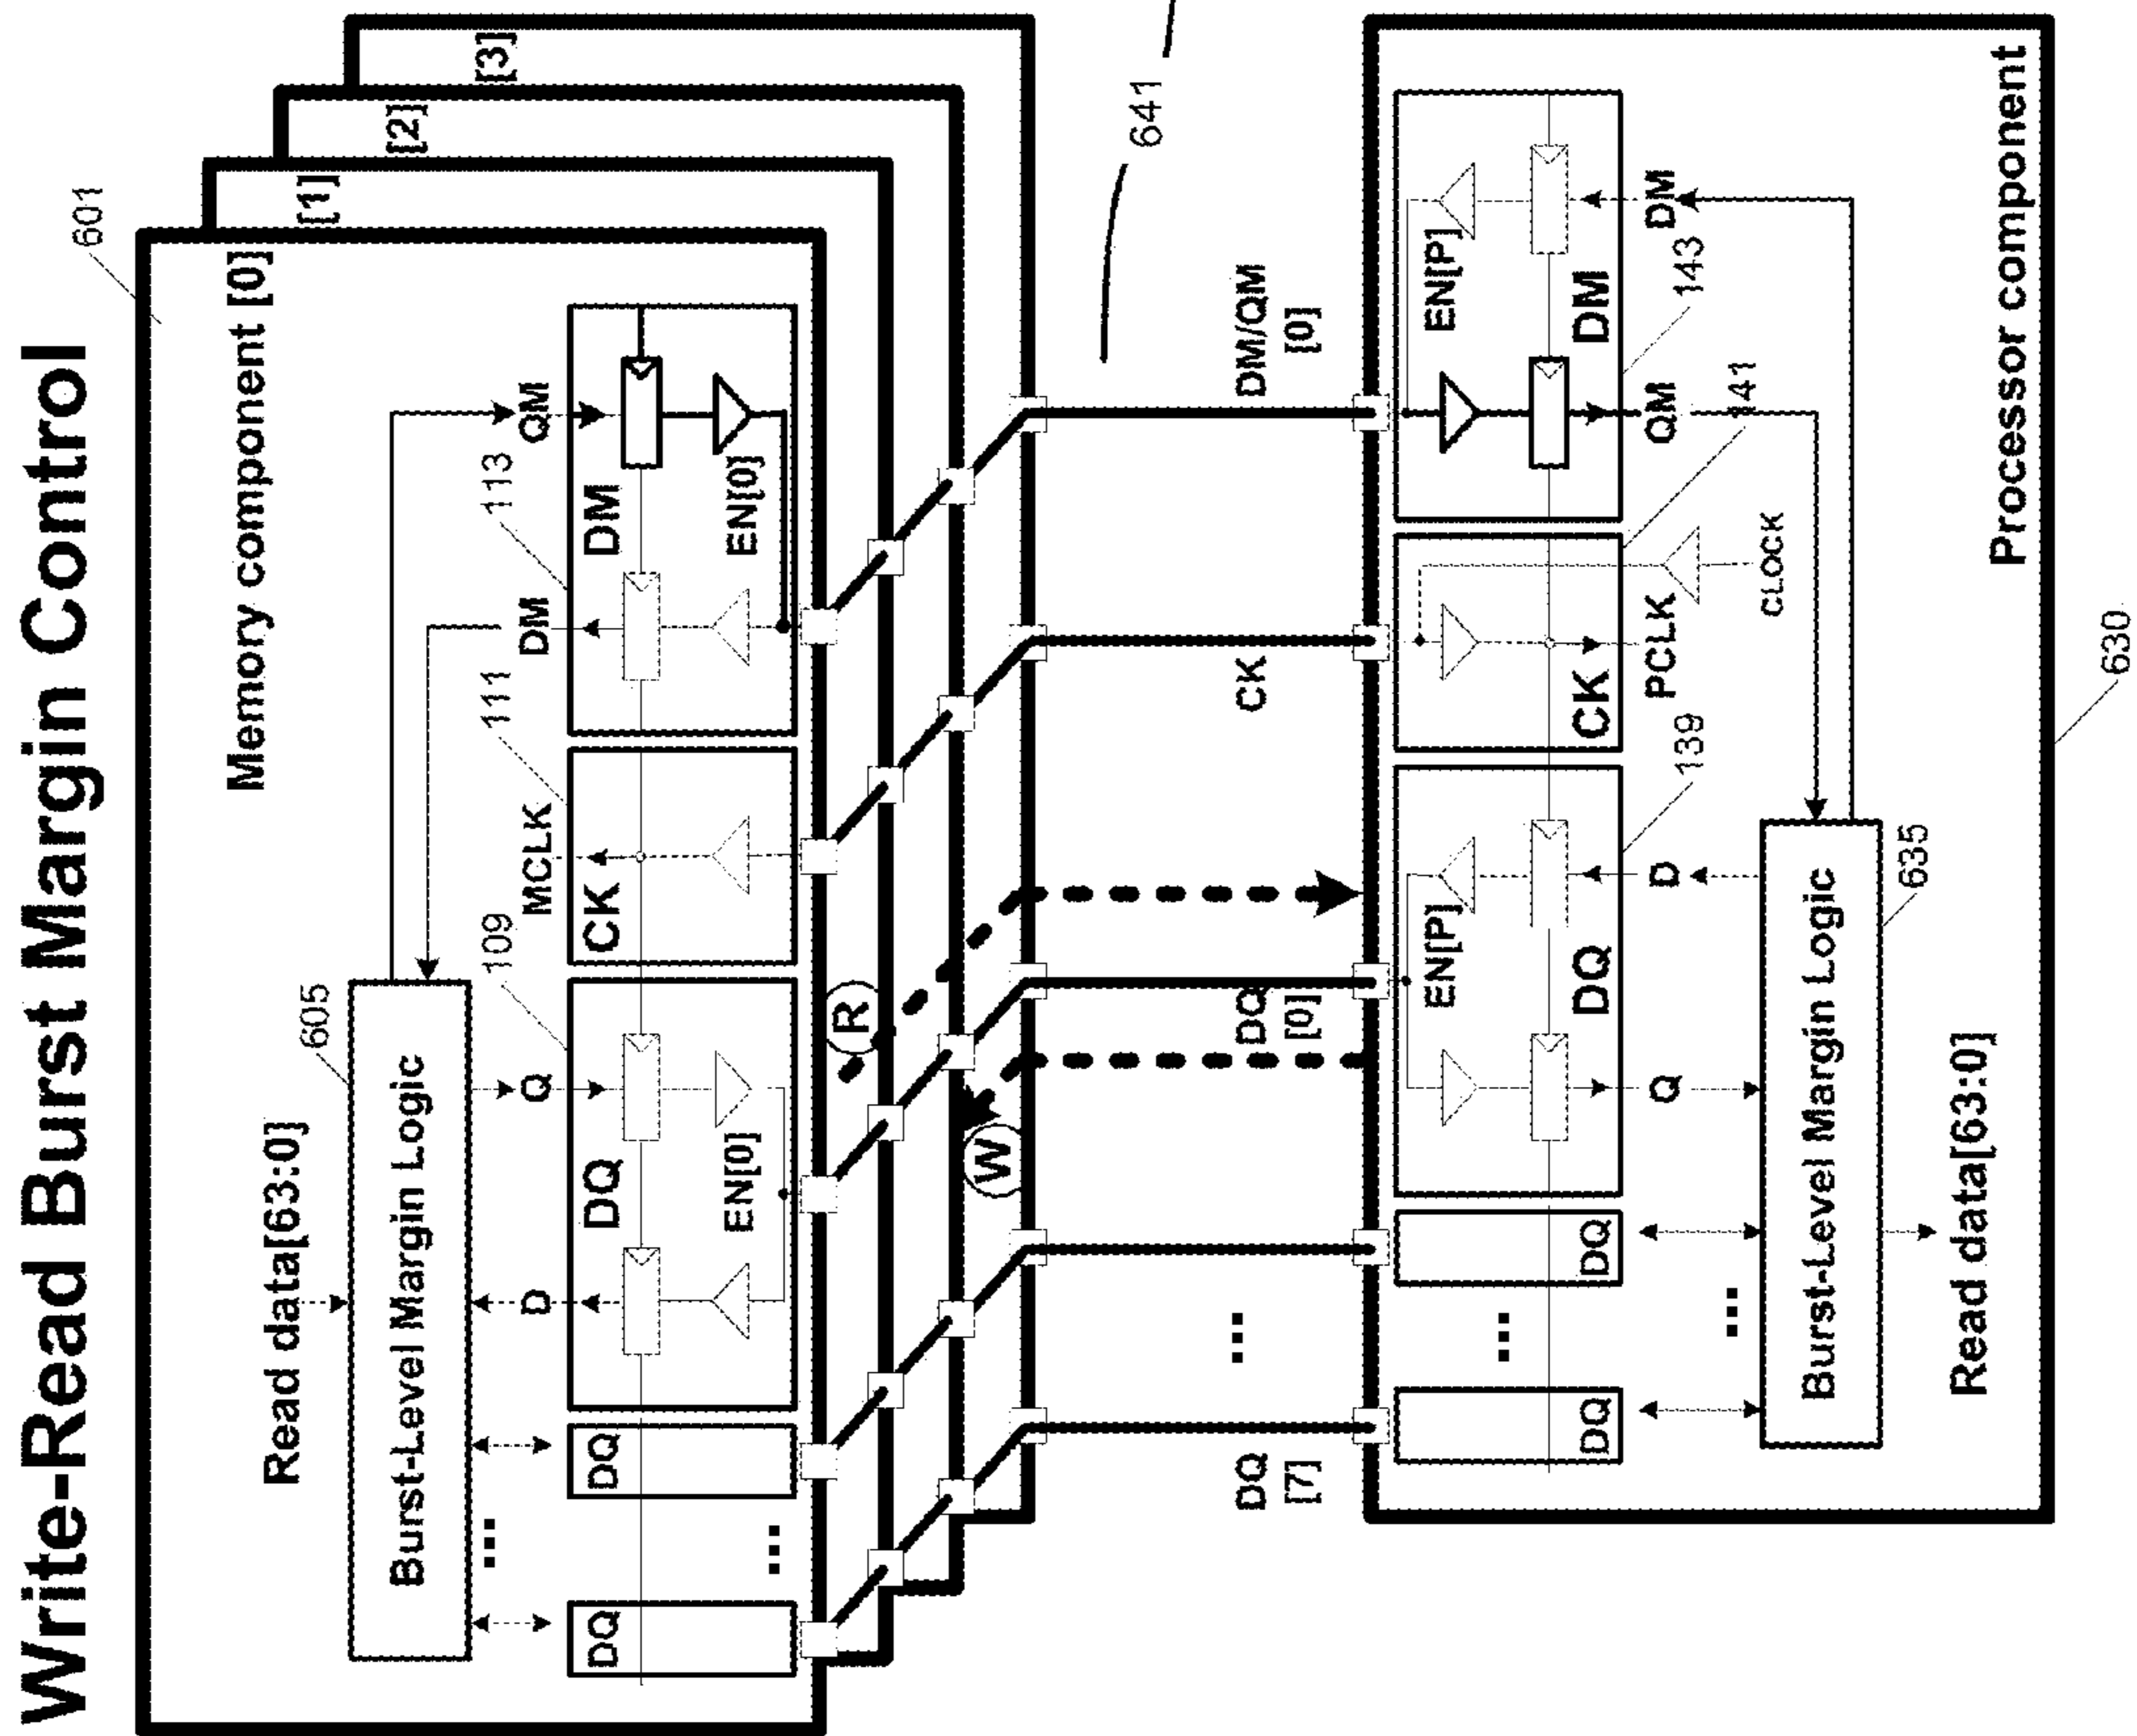 Write-Read Burst Margin Control
601
Memory component [0]
[1]
[2]
[3]
Read data[63:0]
605
Burst-Level Margin Logic
...
D
Q
109
MCLK
111
DM
113
QM
DQ
...
DQ
DQ
EN[0]
CK
DM
EN[0]
R
W
641
DQ
[7]
...
DQ
[0]
CK
DM/QM
[0]
DQ
...
DQ
EN[P]
DQ
139
CK
141
EN[P]
DM
143
...
Q
D
PCLK
CLOCK
QM
DM
Burst-Level Margin Logic
635
Read data[63:0]
Processor component
630